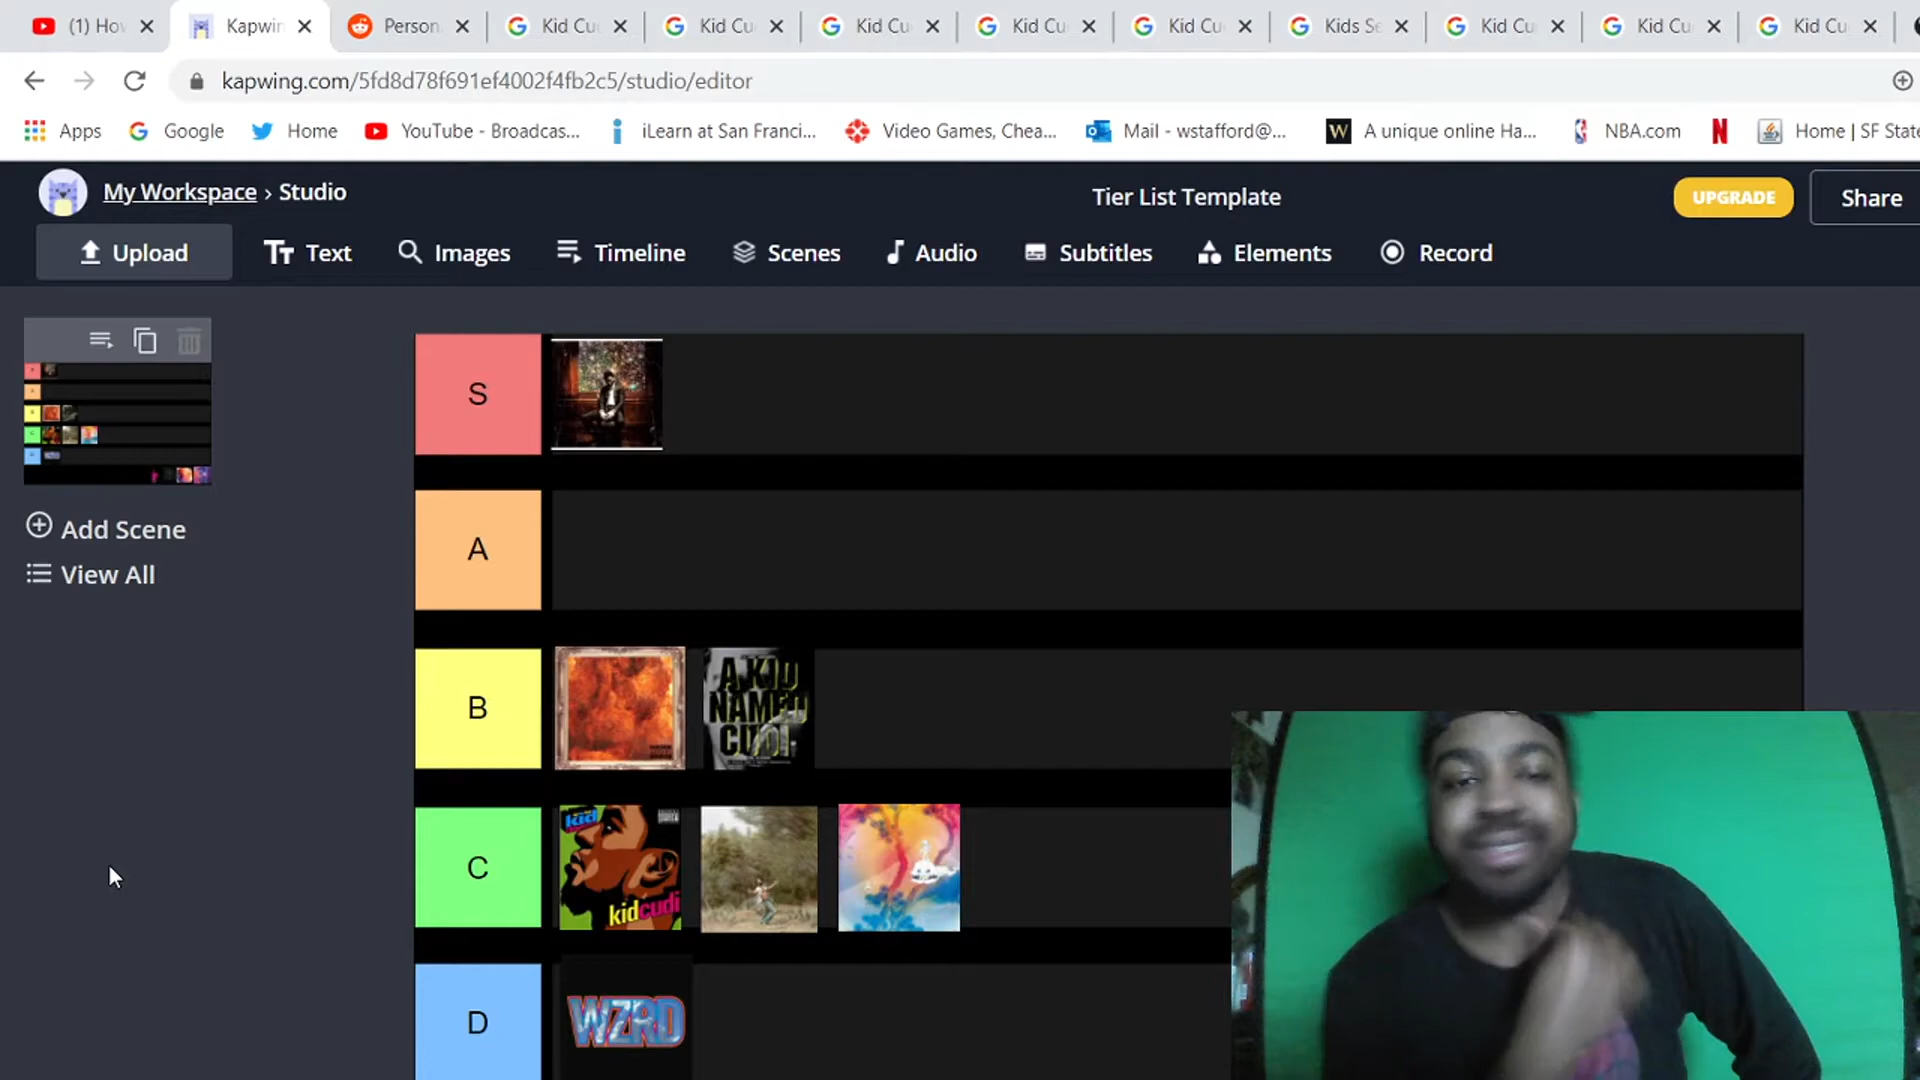 (1) Hov
Kapwin
Person
Kid Cu
Kid Cu
Kid Cu
Kid Cu
Kid Cu
Kids Se
Kid Cu
Kid Cu
Kid Cu
kapwing.com/5fd8d78f691ef4002f4fb2c5/studio/editor
Apps
Google
Home
YouTube - Broadcas...
iLearn at San Franci...
Video Games, Chea...
Mail - wstafford@...
W
A unique online Ha...
NBA.com
N
Home | SF State
My Workspace › Studio
Tier List Template
UPGRADE
Share
Upload
Text
Images
Timeline
Scenes
Audio
Subtitles
Elements
Record
Add Scene
View All
S
A
B
A KID
NAMED
CUDI
C
kid
kid cudi
D
WZRD